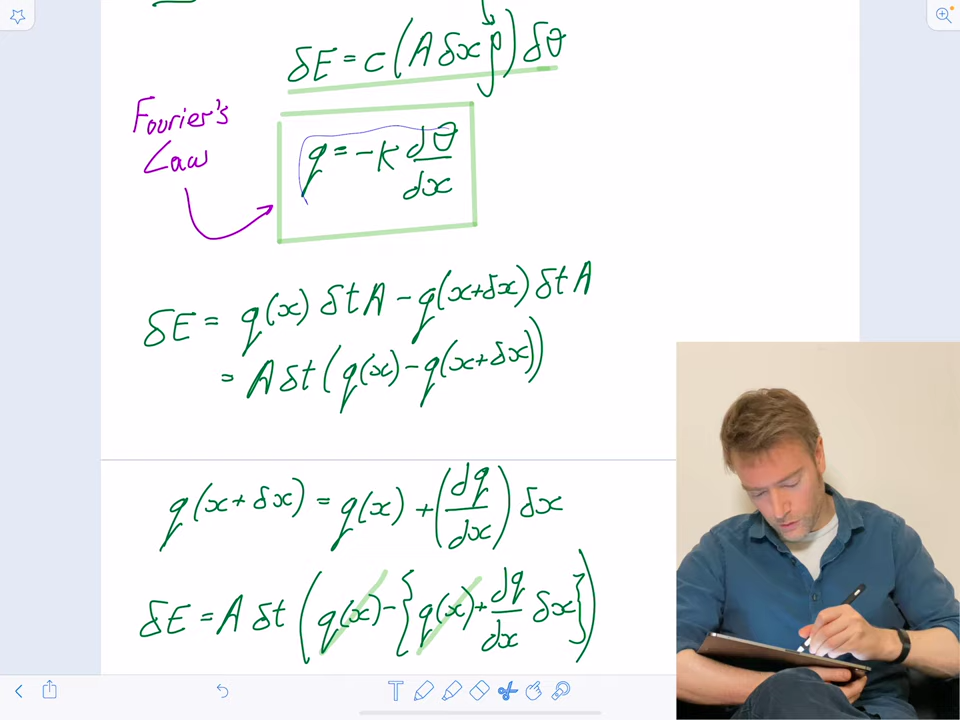 δE = c(Aδxρ)δθ
Fourier's
Law
q = -k dθ/dx
δE = q(x) δt A - q(x+δx) δt A
= A δt (q(x) - q(x+δx))
q(x+δx) = q(x) + (dq/dx) δx
δE = A δt (q(x) - {q(x) + dq/dx δx})
T